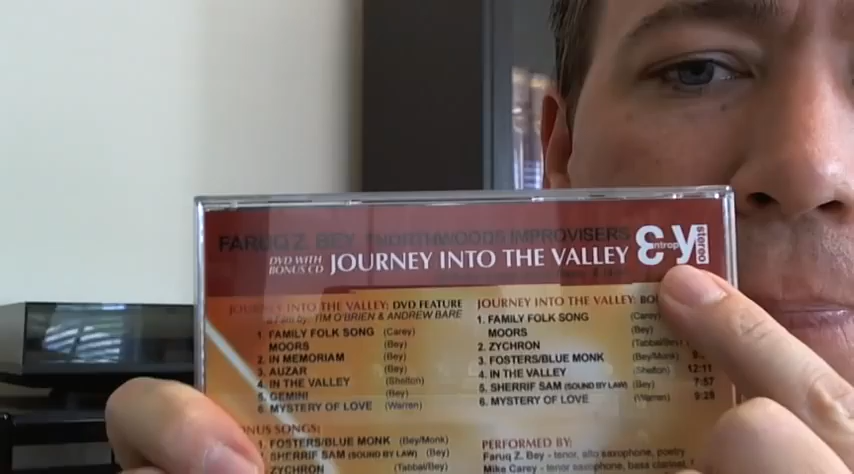 FARUQ Z. BEY NORTHWOODS IMPROVISERS
DVD WITH
BONUS CD JOURNEY INTO THE VALLEY
entropy
stereo
JOURNEY INTO THE VALLEY: DVD FEATURE
a Film by TIM O'BRIEN & ANDREW BARE
1. FAMILY FOLK SONG (Carey)
MOORS (Bey)
2. IN MEMORIAM (Bey)
3. AUZAR (Bey)
4. IN THE VALLEY (Shelton)
5. GEMINI (Bey)
6. MYSTERY OF LOVE (Warren)
BONUS SONGS:
1. FOSTERS/BLUE MONK (Bey/Monk)
SHERRIF SAM (SOUND BY LAW) (Bey)
ZYCHRON (Tabbal/Bey)
JOURNEY INTO THE VALLEY:
1. FAMILY FOLK SONG
MOORS (Bey)
2. ZYCHRON
3. FOSTERS/BLUE MONK (Bey/Monk)
4. IN THE VALLEY (Shelton) 12:11
5. SHERRIF SAM (SOUND BY LAW) (Bey) 7:57
6. MYSTERY OF LOVE (Warren) 9:28
PERFORMED BY:
Faruq Z. Bey - tenor, alto saxophone, poetry
Mike Carey - tenor saxophone, bass clarinet